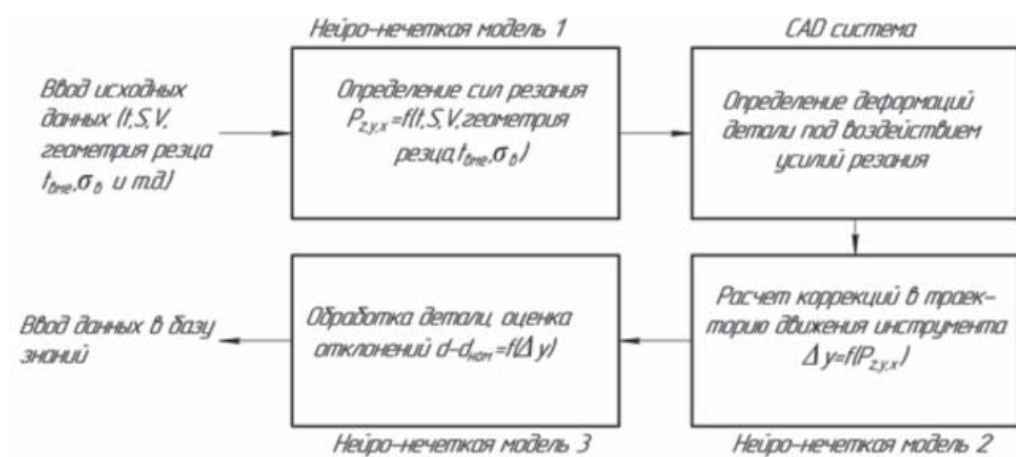 Нейро-нечеткая модель 1
CAD система
Ввод исходных
данных (t,S,V,
геометрия резца
tвме,σв и т.д.)
Определение сил резания
Pz,y,x=f(t,S,V,геометрия
резца,tвме,σв)
Определение деформаций
детали под воздействием
усилий резания
Ввод данных в базу
знаний
Обработка детали, оценка
отклонений d-dном=f(Δy)
Расчет коррекций в траек-
торию движения инструмента
Δy=f(Pz,y,x)
Нейро-нечеткая модель 3
Нейро-нечеткая модель 2